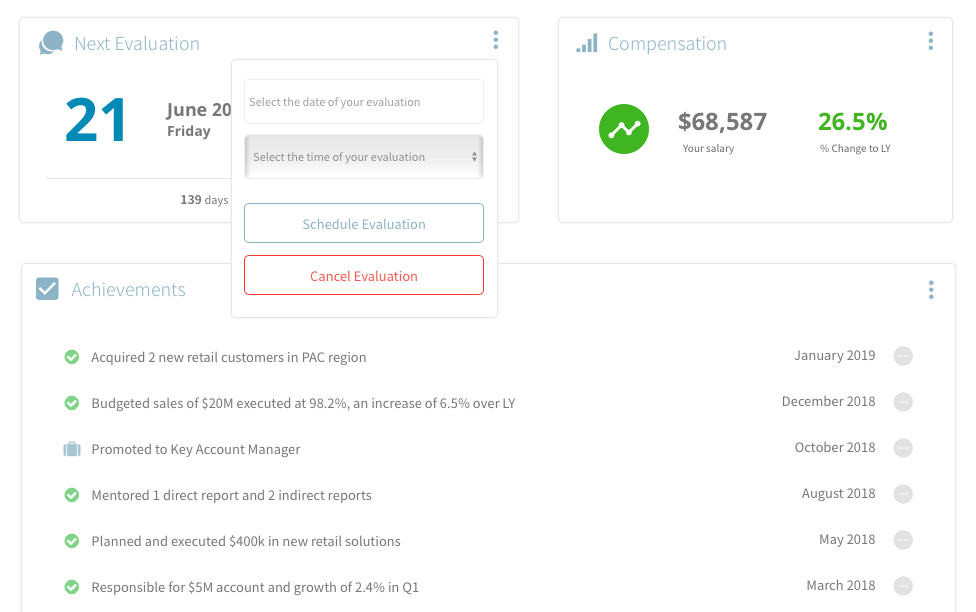 Next Evaluation
21
June 20
Friday
139 days
Select the date of your evaluation
Select the time of your evaluation
Schedule Evaluation
Cancel Evaluation
Compensation
$68,587
Your salary
26.5%
% Change to LY
Achievements
Acquired 2 new retail customers in PAC region January 2019
Budgeted sales of $20M executed at 98.2%, an increase of 6.5% over LY December 2018
Promoted to Key Account Manager October 2018
Mentored 1 direct report and 2 indirect reports August 2018
Planned and executed $400k in new retail solutions May 2018
Responsible for $5M account and growth of 2.4% in Q1 March 2018